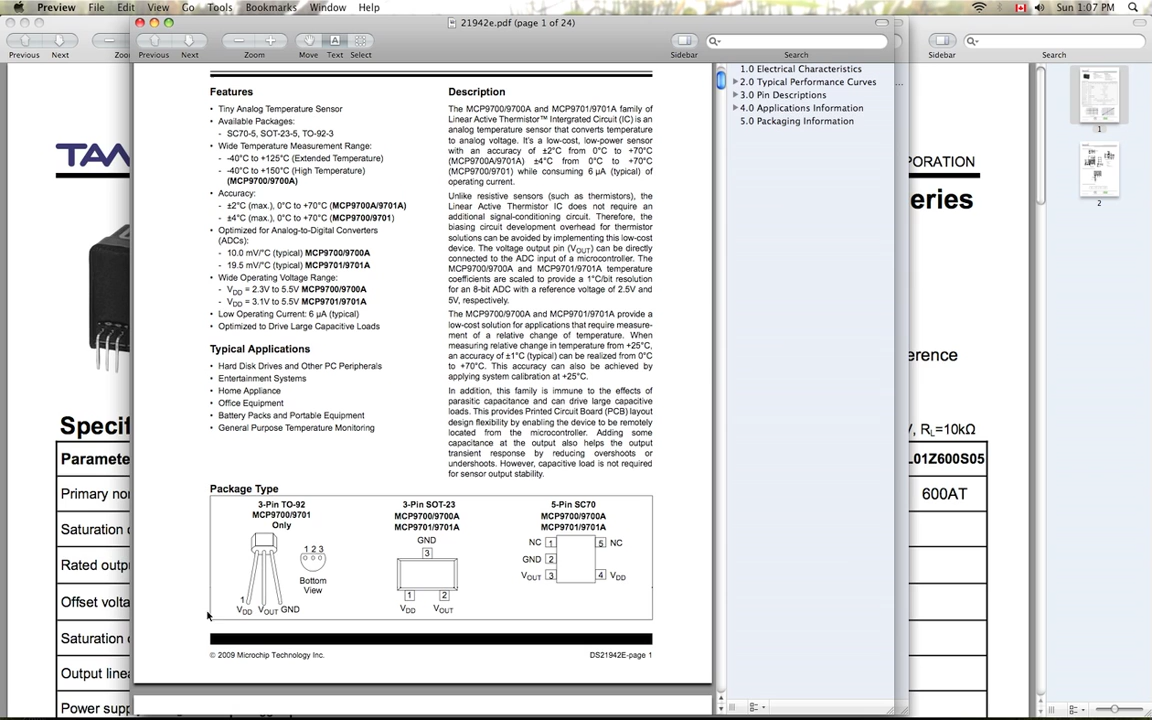 Preview File Edit View Go Tools Bookmarks Window Help Sun 1:07 PM
21942e.pdf (page 1 of 24)
Previous Next Zoo
Previous Next Zoom Move Text Select Sidebar Search
Sidebar Search
Features
• Tiny Analog Temperature Sensor
• Available Packages:
- SC70-5, SOT-23-5, TO-92-3
• Wide Temperature Measurement Range:
- -40°C to +125°C (Extended Temperature)
- -40°C to +150°C (High Temperature)
(MCP9700/9700A)
• Accuracy:
- ±2°C (max.), 0°C to +70°C (MCP9700A/9701A)
- ±4°C (max.), 0°C to +70°C (MCP9700/9701)
• Optimized for Analog-to-Digital Converters
(ADCs):
- 10.0 mV/°C (typical) MCP9700/9700A
- 19.5 mV/°C (typical) MCP9701/9701A
• Wide Operating Voltage Range:
- VDD = 2.3V to 5.5V MCP9700/9700A
- VDD = 3.1V to 5.5V MCP9701/9701A
• Low Operating Current: 6 µA (typical)
• Optimized to Drive Large Capacitive Loads
Typical Applications
• Hard Disk Drives and Other PC Peripherals
• Entertainment Systems
• Home Appliance
• Office Equipment
• Battery Packs and Portable Equipment
• General Purpose Temperature Monitoring
Description
The MCP9700/9700A and MCP9701/9701A family of
Linear Active Thermistor™ Intergrated Circuit (IC) is an
analog temperature sensor that converts temperature
to analog voltage. It's a low-cost, low-power sensor
with an accuracy of ±2°C from 0°C to +70°C
(MCP9700A/9701A) ±4°C from 0°C to +70°C
(MCP9700/9701) while consuming 6 µA (typical) of
operating current.
Unlike resistive sensors (such as thermistors), the
Linear Active Thermistor IC does not require an
additional signal-conditioning circuit. Therefore, the
biasing circuit development overhead for thermistor
solutions can be avoided by implementing this low-cost
device. The voltage output pin (VOUT) can be directly
connected to the ADC input of a microcontroller. The
MCP9700/9700A and MCP9701/9701A temperature
coefficients are scaled to provide a 1°C/bit resolution
for an 8-bit ADC with a reference voltage of 2.5V and
5V, respectively.
The MCP9700/9700A and MCP9701/9701A provide a
low-cost solution for applications that require measure-
ment of a relative change of temperature. When
measuring relative change in temperature from +25°C,
an accuracy of ±1°C (typical) can be realized from 0°C
to +70°C. This accuracy can also be achieved by
applying system calibration at +25°C.
In addition, this family is immune to the effects of
parasitic capacitance and can drive large capacitive
loads. This provides Printed Circuit Board (PCB) layout
design flexibility by enabling the device to be remotely
located from the microcontroller. Adding some
capacitance at the output also helps the output
transient response by reducing overshoots or
undershoots. However, capacitive load is not required
for sensor output stability.
Package Type
3-Pin TO-92
MCP9700/9701
Only
1 2 3
Bottom
View
1
VDD VOUT GND
3-Pin SOT-23
MCP9700/9700A
MCP9701/9701A
GND
3
1 2
VDD VOUT
5-Pin SC70
MCP9700/9700A
MCP9701/9701A
NC 1 5 NC
GND 2
VOUT 3 4 VDD
© 2009 Microchip Technology Inc. DS21942E-page 1
1.0 Electrical Characteristics
2.0 Typical Performance Curves
3.0 Pin Descriptions
4.0 Applications Information
5.0 Packaging Information
TAM
Specif
Paramete
Primary no
Saturation
Rated outp
Offset volta
Saturation
Output line
Power supp
...
PORATION
eries
erence
, RL=10kΩ
L01Z600S05
600AT
1
2